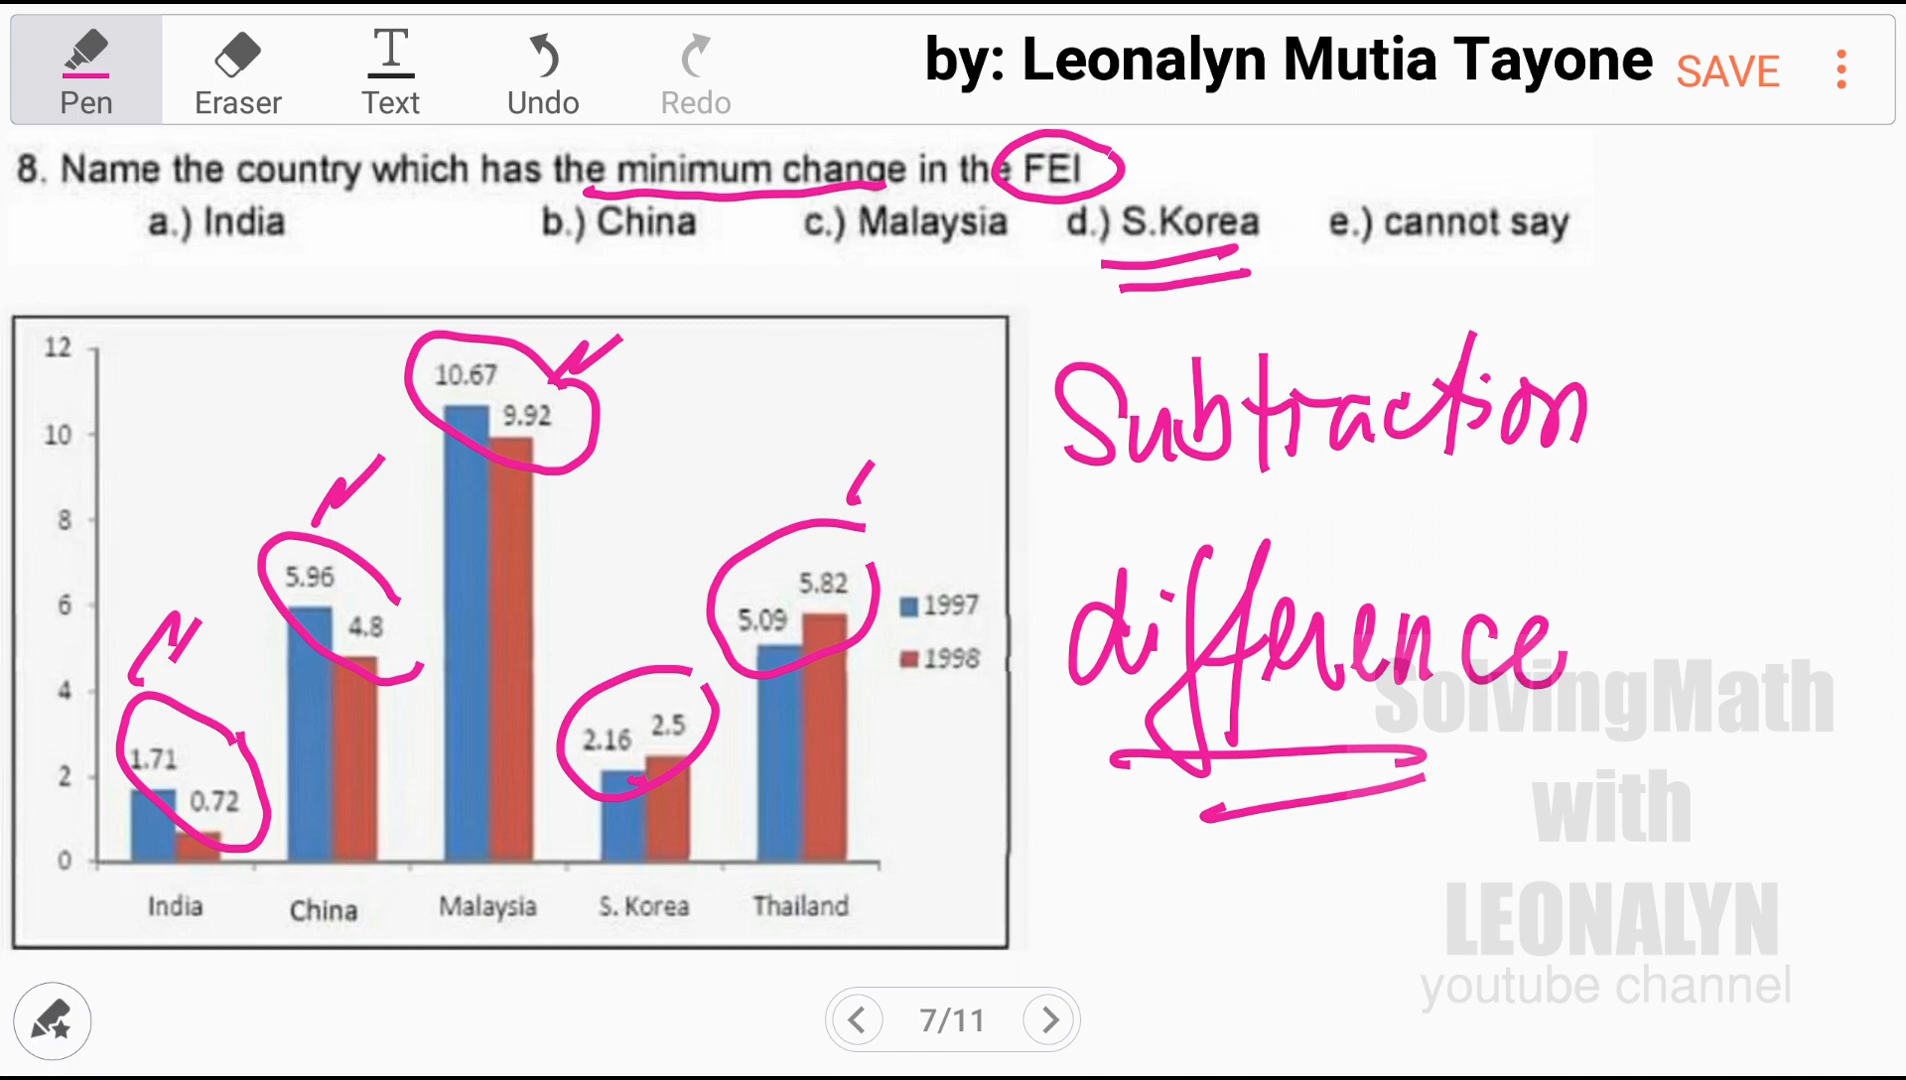 by: Leonalyn Mutia Tayone
SAVE
Pen
Eraser
Text
Undo
Redo
8. Name the country which has the minimum change in the FEI
a.) India b.) China c.) Malaysia d.) S.Korea e.) cannot say
12
10
8
6
4
2
0
1.71
0.72
5.96
4.8
10.67
9.92
2.16
2.5
5.09
5.82
1997
1998
India
China
Malaysia
S. Korea
Thailand
Subtraction
difference
SolvingMath
with
LEONALYN
youtube channel
7/11